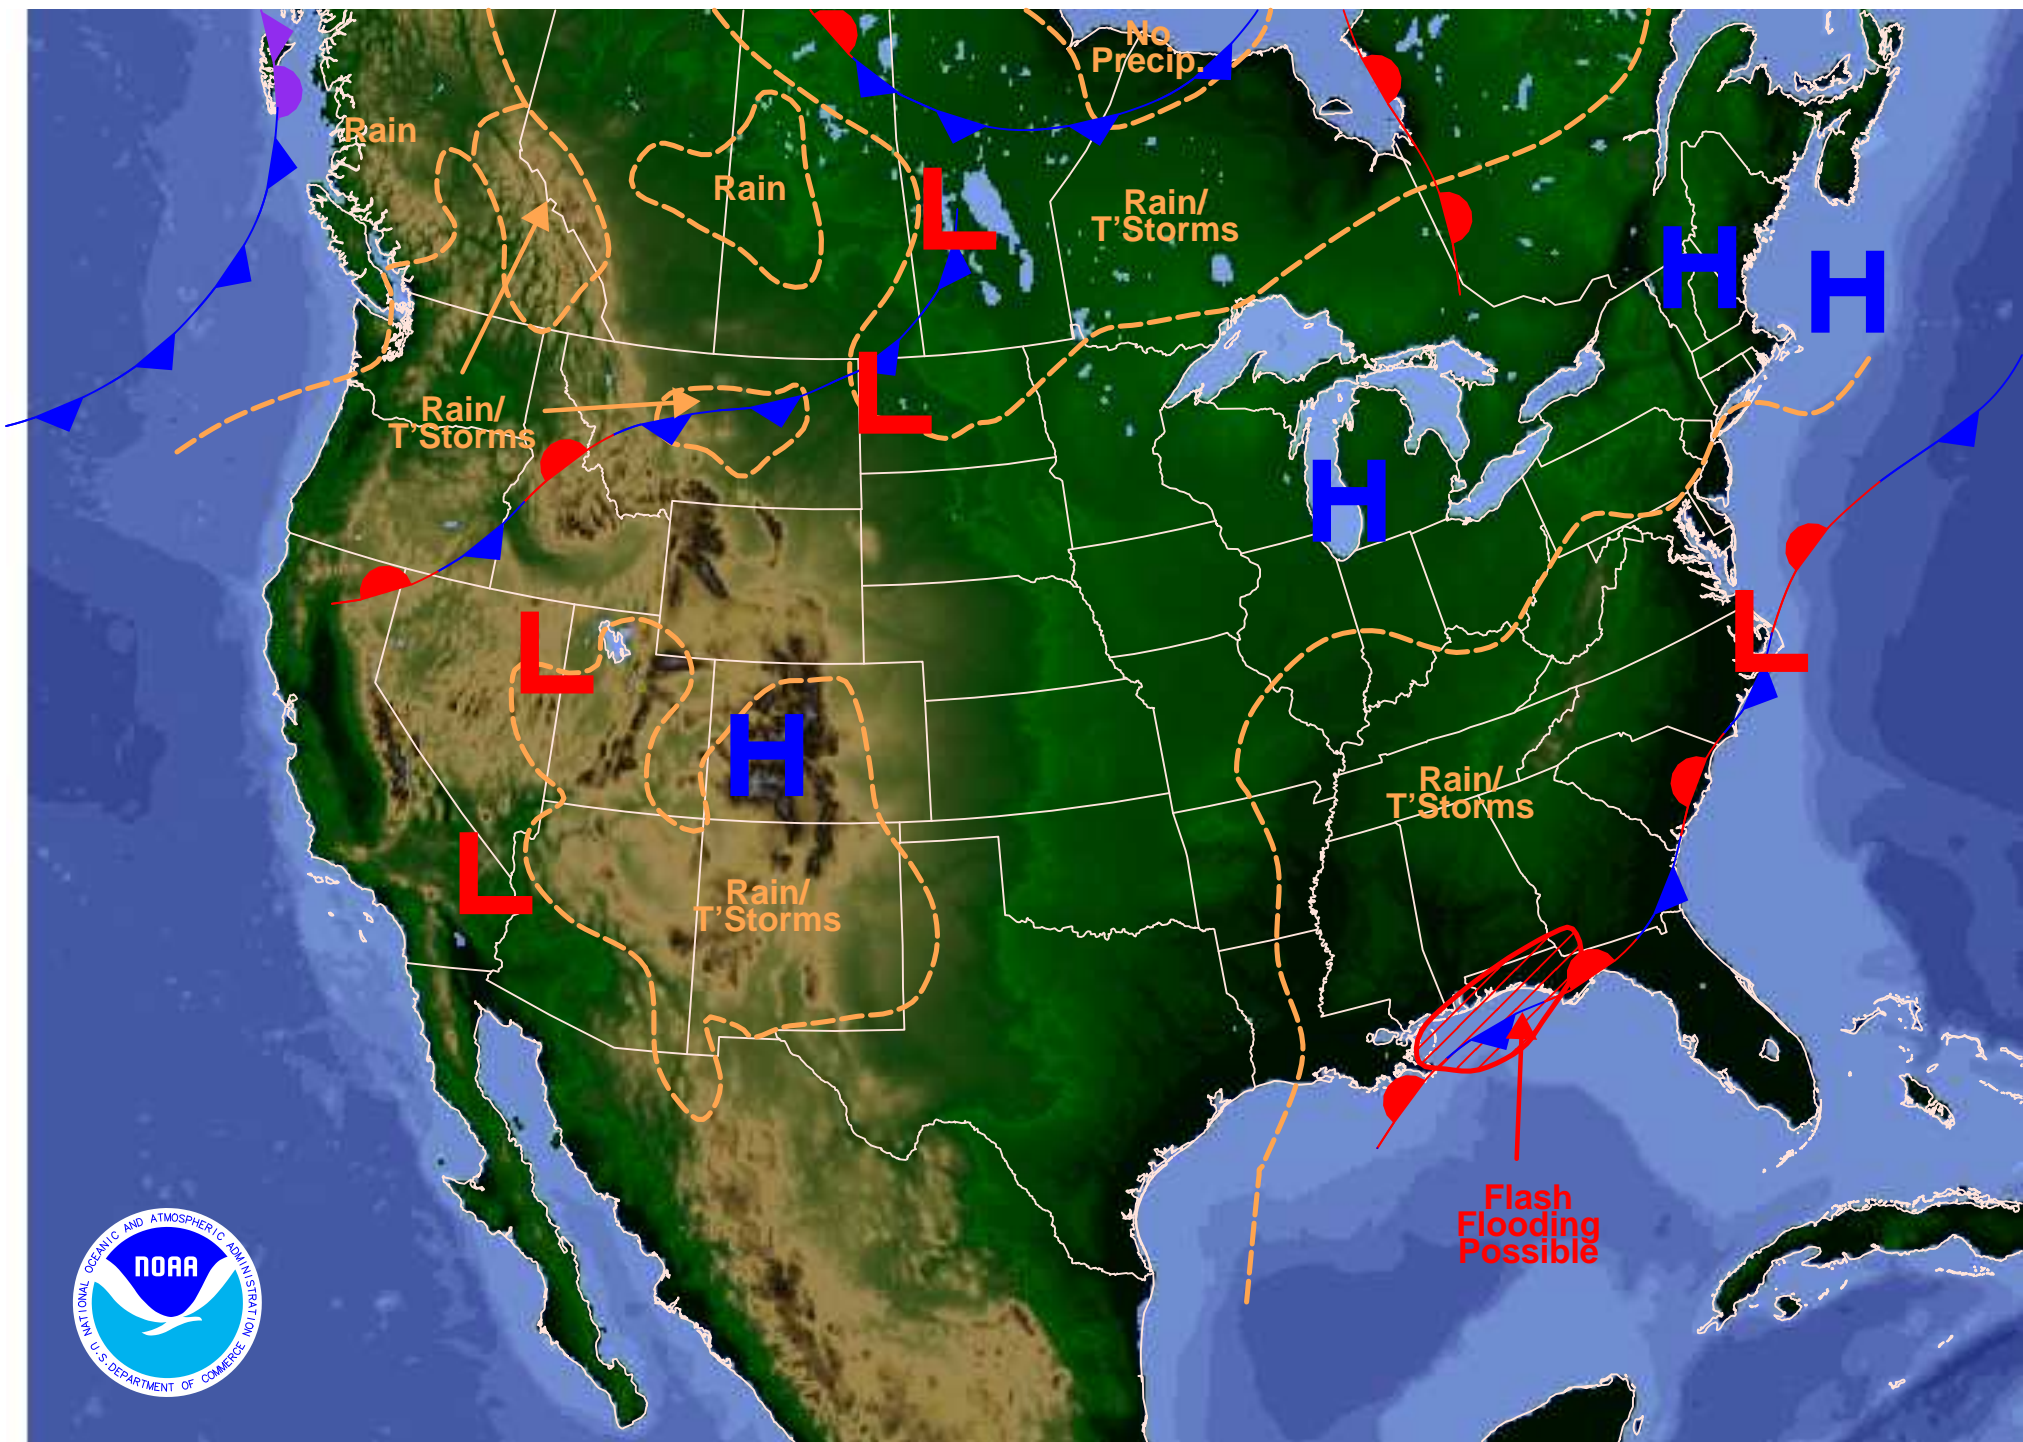 No
Precip.
Rain
Rain
Rain/
T'Storms
L
H
H
L
Rain/
T'Storms
H
L
L
H
Rain/
T'Storms
L
Rain/
T'Storms
L
Flash
Flooding
Possible
NATIONAL OCEANIC AND ATMOSPHERIC ADMINISTRATION
NOAA
U.S. DEPARTMENT OF COMMERCE